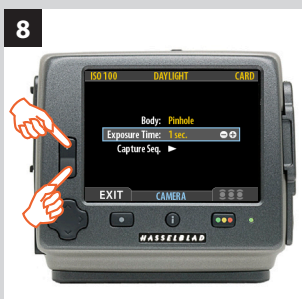 8
ISO 100 DAYLIGHT CARD
Body: Pinhole
Exposure Time: 1 sec.
Capture Seq.
EXIT CAMERA
i
HASSELBLAD